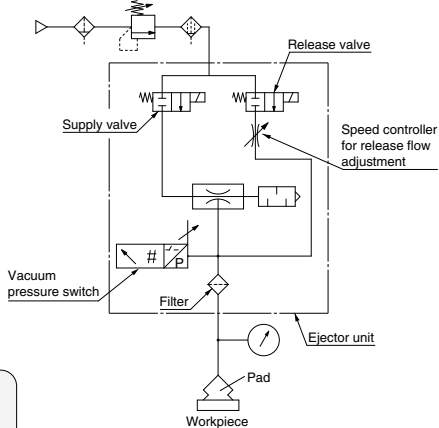 Release valve
Supply valve
Speed controller
for release flow
adjustment
#
P
Vacuum
pressure switch
Filter
Ejector unit
Pad
Workpiece